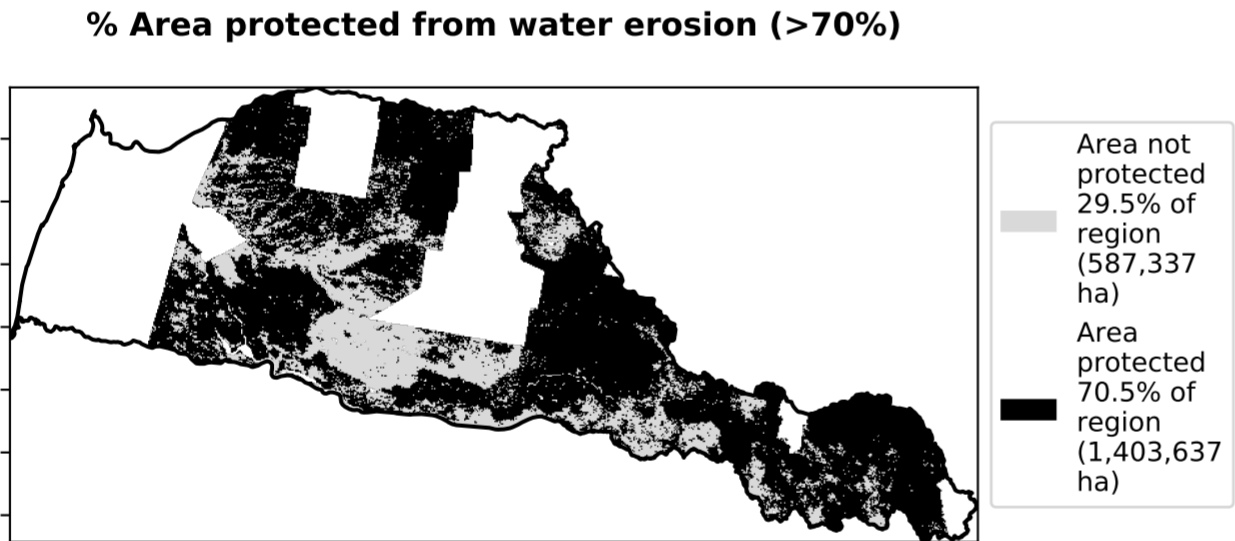 % Area protected from water erosion (>70%)
Area not
protected
29.5% of
region
(587,337
ha)
Area
protected
70.5% of
region
(1,403,637
ha)